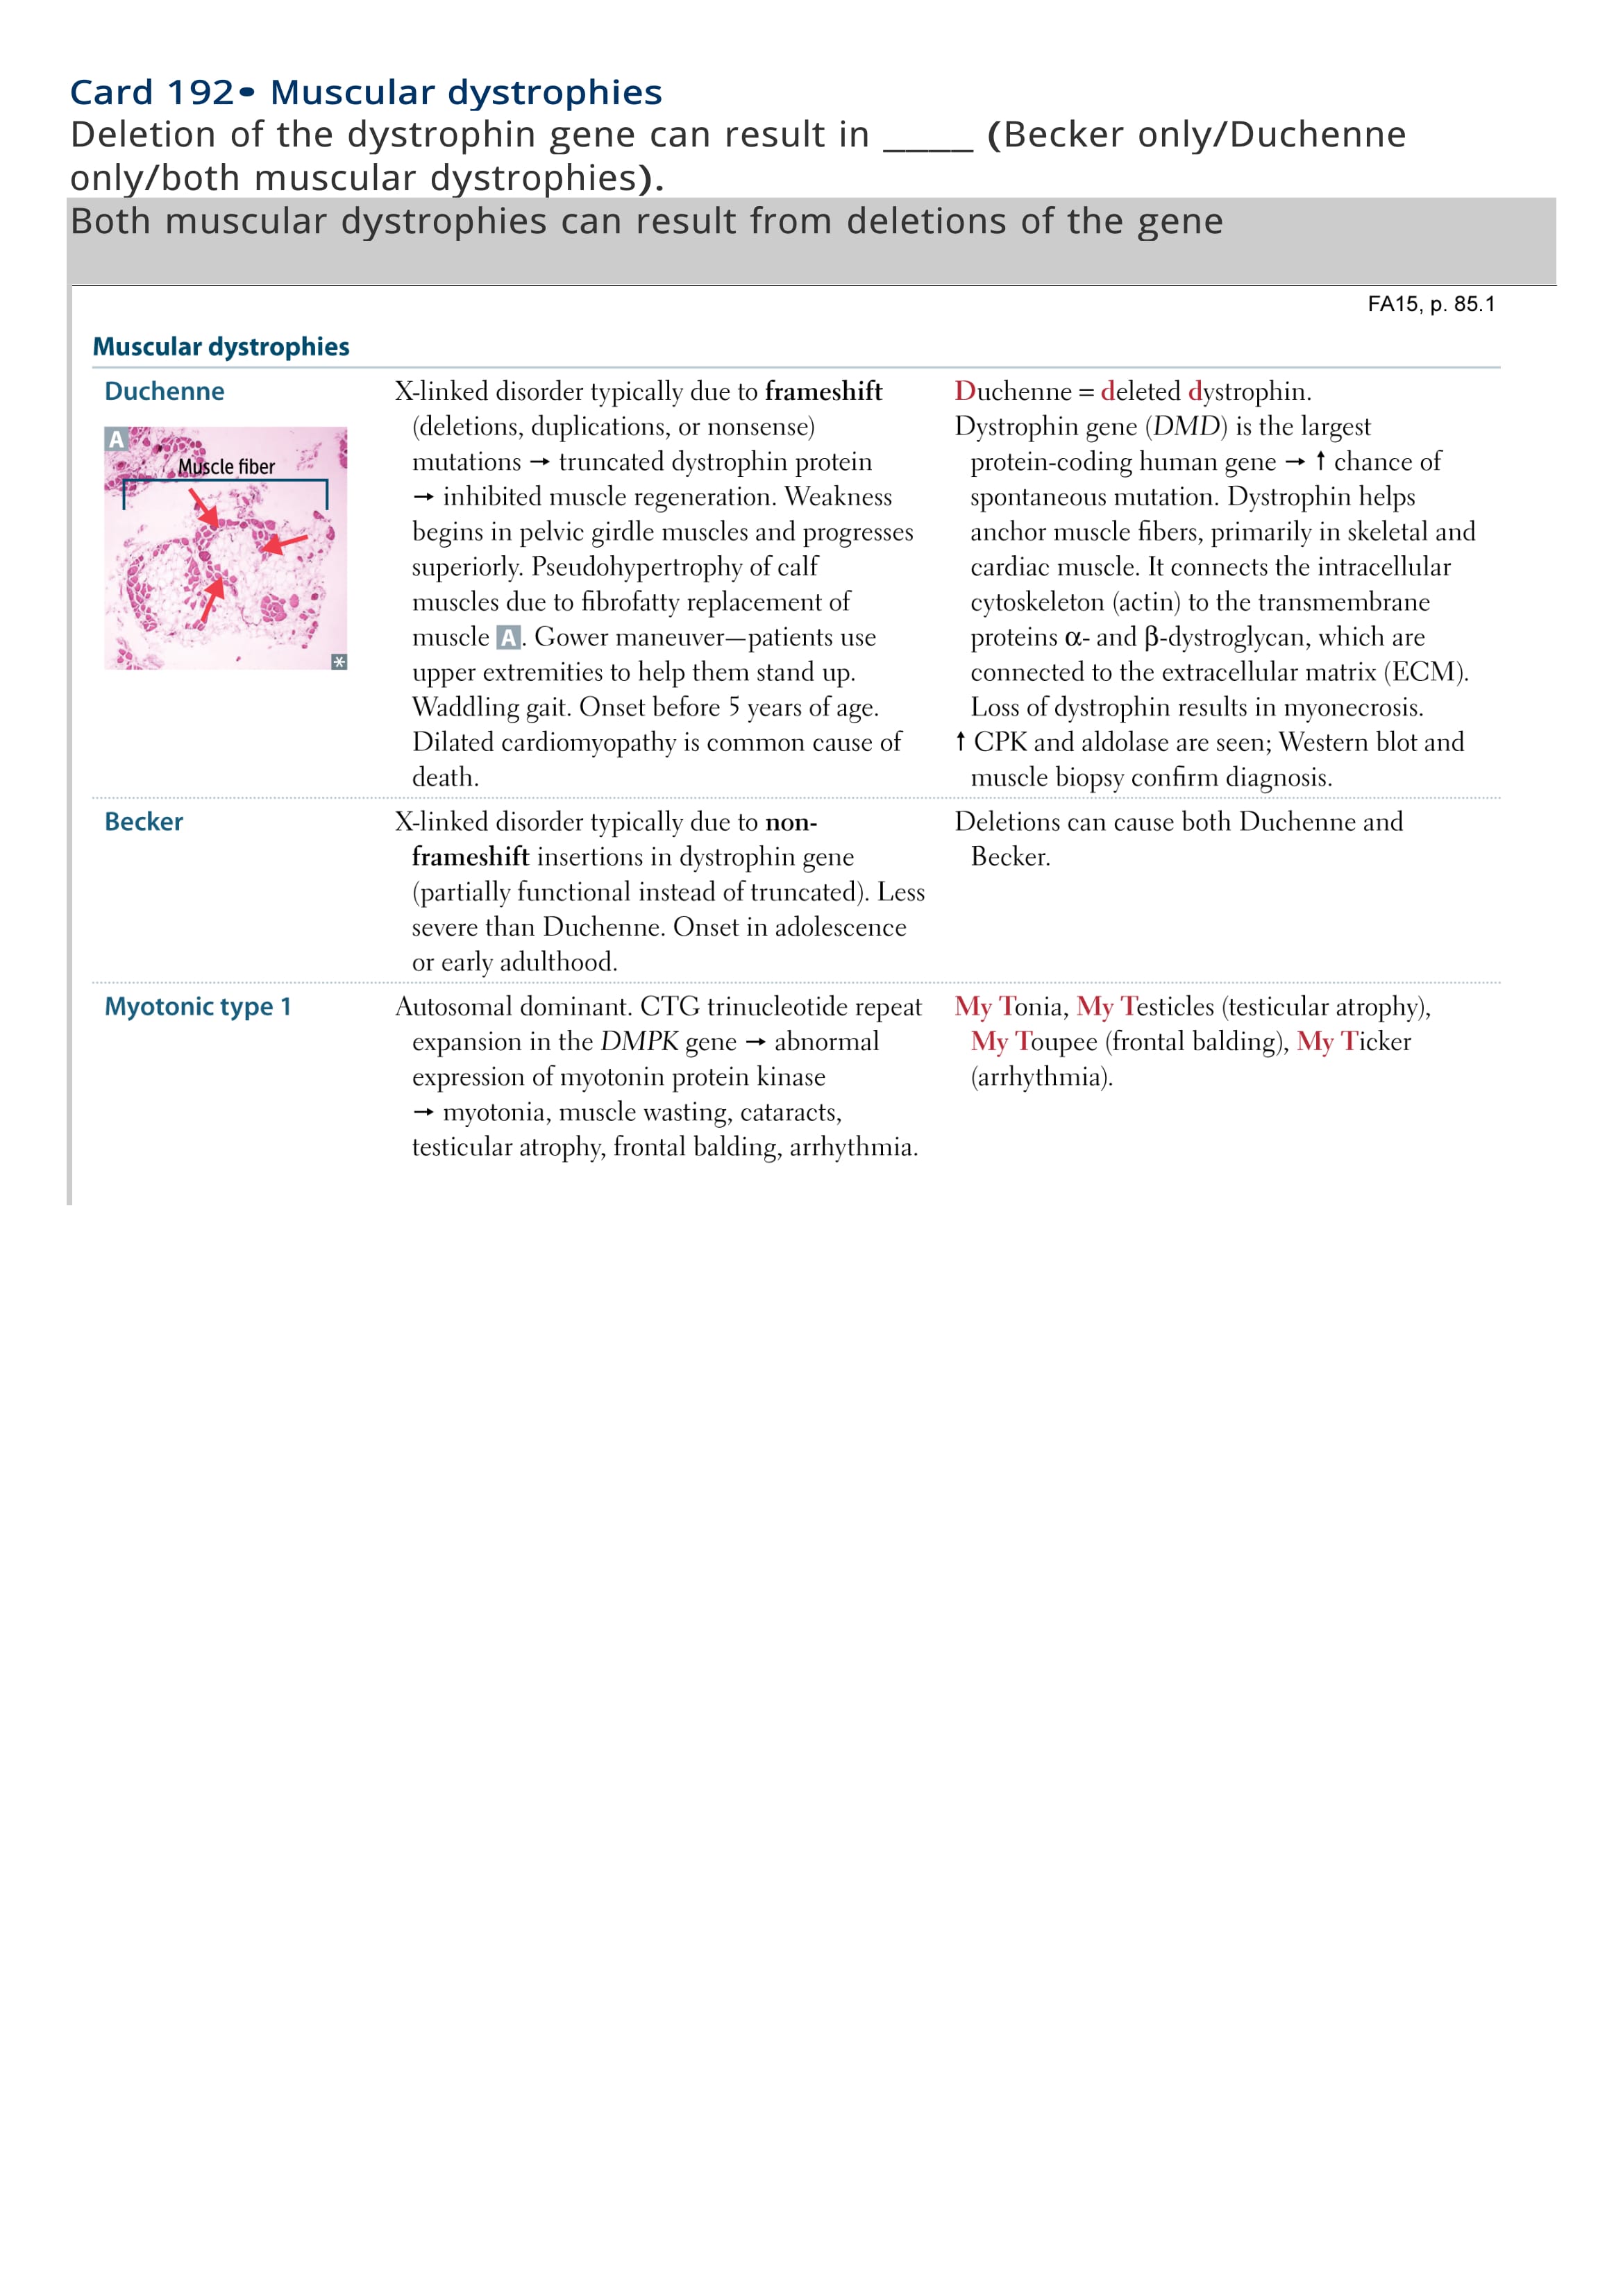 Card 192• Muscular dystrophies
Deletion of the dystrophin gene can result in ____ (Becker only/Duchenne
only/both muscular dystrophies).
Both muscular dystrophies can result from deletions of the gene
FA15, p. 85.1
Muscular dystrophies
Duchenne
A
Muscle fiber
*
X-linked disorder typically due to frameshift
(deletions, duplications, or nonsense)
mutations → truncated dystrophin protein
→ inhibited muscle regeneration. Weakness
begins in pelvic girdle muscles and progresses
superiorly. Pseudohypertrophy of calf
muscles due to fibrofatty replacement of
muscle A. Gower maneuver—patients use
upper extremities to help them stand up.
Waddling gait. Onset before 5 years of age.
Dilated cardiomyopathy is common cause of
death.
Duchenne = deleted dystrophin.
Dystrophin gene (DMD) is the largest
protein-coding human gene → ↑ chance of
spontaneous mutation. Dystrophin helps
anchor muscle fibers, primarily in skeletal and
cardiac muscle. It connects the intracellular
cytoskeleton (actin) to the transmembrane
proteins α- and β-dystroglycan, which are
connected to the extracellular matrix (ECM).
Loss of dystrophin results in myonecrosis.
↑ CPK and aldolase are seen; Western blot and
muscle biopsy confirm diagnosis.
Becker
X-linked disorder typically due to non-
frameshift insertions in dystrophin gene
(partially functional instead of truncated). Less
severe than Duchenne. Onset in adolescence
or early adulthood.
Deletions can cause both Duchenne and
Becker.
Myotonic type 1
Autosomal dominant. CTG trinucleotide repeat
expansion in the DMPK gene → abnormal
expression of myotonin protein kinase
→ myotonia, muscle wasting, cataracts,
testicular atrophy, frontal balding, arrhythmia.
My Tonia, My Testicles (testicular atrophy),
My Toupee (frontal balding), My Ticker
(arrhythmia).